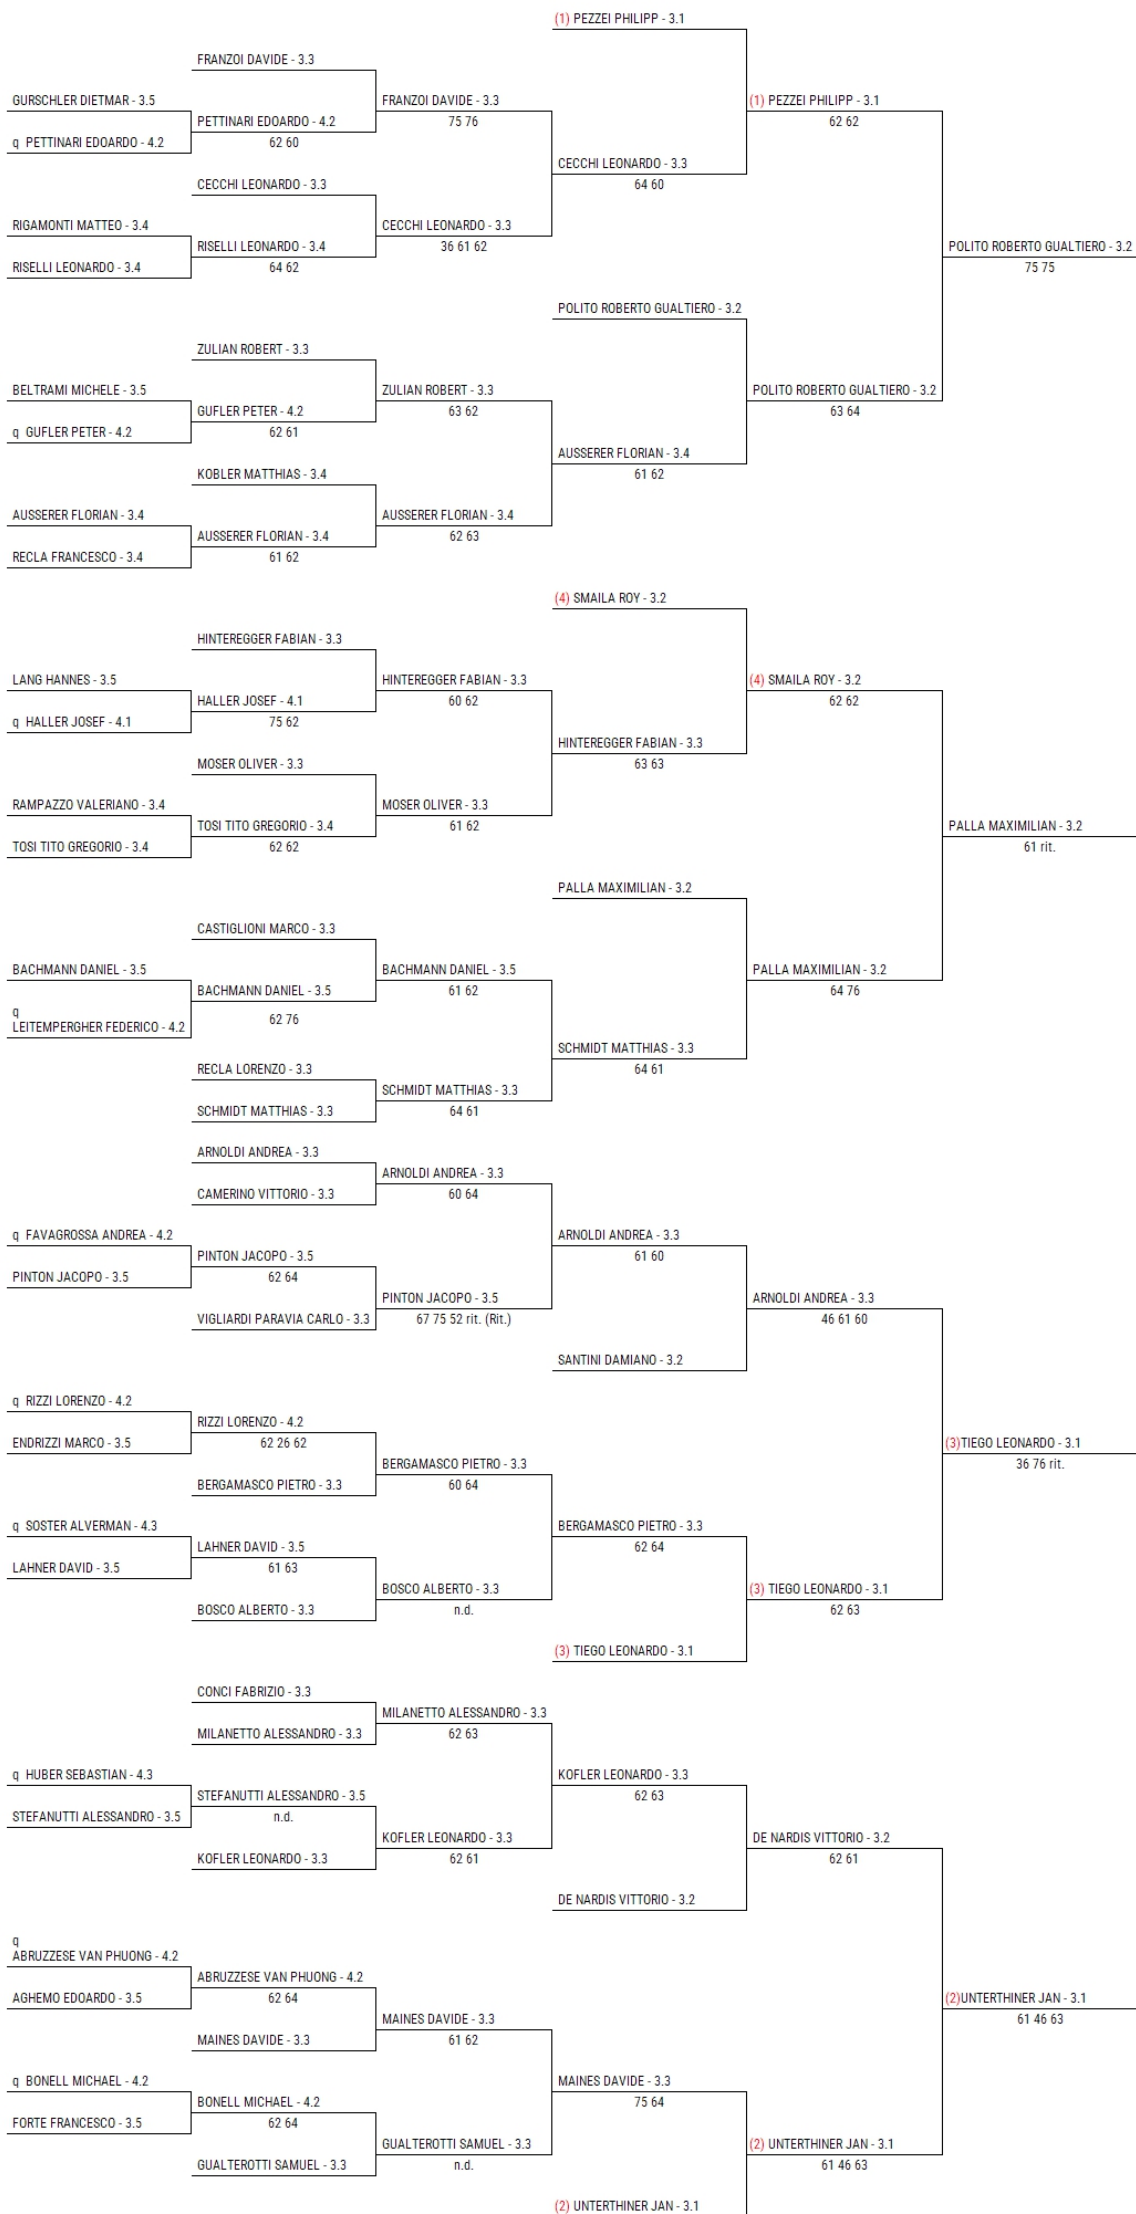 (1) PEZZEI PHILIPP - 3.1
FRANZOI DAVIDE - 3.3
GURSCHLER DIETMAR - 3.5
FRANZOI DAVIDE - 3.3
(1) PEZZEI PHILIPP - 3.1
PETTINARI EDOARDO - 4.2
75 76
62 62
q PETTINARI EDOARDO - 4.2
62 60
CECCHI LEONARDO - 3.3
CECCHI LEONARDO - 3.3
64 60
RIGAMONTI MATTEO - 3.4
CECCHI LEONARDO - 3.3
RISELLI LEONARDO - 3.4
36 61 62
POLITO ROBERTO GUALTIERO - 3.2
RISELLI LEONARDO - 3.4
64 62
75 75
POLITO ROBERTO GUALTIERO - 3.2
ZULIAN ROBERT - 3.3
BELTRAMI MICHELE - 3.5
ZULIAN ROBERT - 3.3
POLITO ROBERTO GUALTIERO - 3.2
GUFLER PETER - 4.2
63 62
63 64
q GUFLER PETER - 4.2
62 61
AUSSERER FLORIAN - 3.4
KOBLER MATTHIAS - 3.4
61 62
AUSSERER FLORIAN - 3.4
AUSSERER FLORIAN - 3.4
AUSSERER FLORIAN - 3.4
62 63
RECLA FRANCESCO - 3.4
61 62
(4) SMAILA ROY - 3.2
HINTEREGGER FABIAN - 3.3
LANG HANNES - 3.5
HINTEREGGER FABIAN - 3.3
(4) SMAILA ROY - 3.2
HALLER JOSEF - 4.1
60 62
62 62
q HALLER JOSEF - 4.1
75 62
HINTEREGGER FABIAN - 3.3
MOSER OLIVER - 3.3
63 63
RAMPAZZO VALERIANO - 3.4
MOSER OLIVER - 3.3
TOSI TITO GREGORIO - 3.4
61 62
PALLA MAXIMILIAN - 3.2
TOSI TITO GREGORIO - 3.4
62 62
61 rit.
PALLA MAXIMILIAN - 3.2
CASTIGLIONI MARCO - 3.3
BACHMANN DANIEL - 3.5
BACHMANN DANIEL - 3.5
PALLA MAXIMILIAN - 3.2
BACHMANN DANIEL - 3.5
61 62
64 76
q
LEITEMPERGHER FEDERICO - 4.2
62 76
SCHMIDT MATTHIAS - 3.3
RECLA LORENZO - 3.3
64 61
SCHMIDT MATTHIAS - 3.3
SCHMIDT MATTHIAS - 3.3
64 61
ARNOLDI ANDREA - 3.3
ARNOLDI ANDREA - 3.3
CAMERINO VITTORIO - 3.3
60 64
q FAVAGROSSA ANDREA - 4.2
ARNOLDI ANDREA - 3.3
PINTON JACOPO - 3.5
61 60
PINTON JACOPO - 3.5
62 64
PINTON JACOPO - 3.5
ARNOLDI ANDREA - 3.3
VIGLIARDI PARAVIA CARLO - 3.3
67 75 52 rit. (Rit.)
46 61 60
SANTINI DAMIANO - 3.2
q RIZZI LORENZO - 4.2
RIZZI LORENZO - 4.2
ENDRIZZI MARCO - 3.5
62 26 62
(3)TIEGO LEONARDO - 3.1
BERGAMASCO PIETRO - 3.3
36 76 rit.
BERGAMASCO PIETRO - 3.3
60 64
q SOSTER ALVERMAN - 4.3
BERGAMASCO PIETRO - 3.3
LAHNER DAVID - 3.5
62 64
LAHNER DAVID - 3.5
61 63
BOSCO ALBERTO - 3.3
(3) TIEGO LEONARDO - 3.1
BOSCO ALBERTO - 3.3
n.d.
62 63
(3) TIEGO LEONARDO - 3.1
CONCI FABRIZIO - 3.3
MILANETTO ALESSANDRO - 3.3
MILANETTO ALESSANDRO - 3.3
62 63
q HUBER SEBASTIAN - 4.3
KOFLER LEONARDO - 3.3
STEFANUTTI ALESSANDRO - 3.5
62 63
STEFANUTTI ALESSANDRO - 3.5
n.d.
KOFLER LEONARDO - 3.3
DE NARDIS VITTORIO - 3.2
KOFLER LEONARDO - 3.3
62 61
62 61
DE NARDIS VITTORIO - 3.2
q
ABRUZZESE VAN PHUONG - 4.2
ABRUZZESE VAN PHUONG - 4.2
AGHEMO EDOARDO - 3.5
62 64
(2)UNTERTHINER JAN - 3.1
MAINES DAVIDE - 3.3
61 46 63
MAINES DAVIDE - 3.3
61 62
q BONELL MICHAEL - 4.2
MAINES DAVIDE - 3.3
BONELL MICHAEL - 4.2
75 64
FORTE FRANCESCO - 3.5
62 64
GUALTEROTTI SAMUEL - 3.3
(2) UNTERTHINER JAN - 3.1
GUALTEROTTI SAMUEL - 3.3
n.d.
61 46 63
(2) UNTERTHINER JAN - 3.1